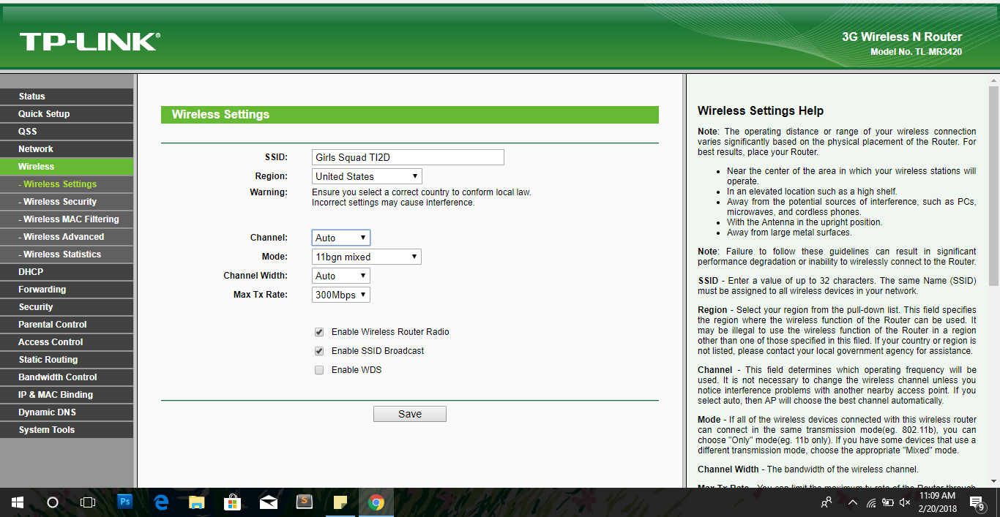 TP-LINK®
3G Wireless N Router
Model No. TL-MR3420
Status
Quick Setup
QSS
Network
Wireless
- Wireless Settings
- Wireless Security
- Wireless MAC Filtering
- Wireless Advanced
- Wireless Statistics
DHCP
Forwarding
Security
Parental Control
Access Control
Static Routing
Bandwidth Control
IP & MAC Binding
Dynamic DNS
System Tools
Wireless Settings
SSID: Girls Squad TI2D
Region: United States
Warning: Ensure you select a correct country to conform local law.
Incorrect settings may cause interference.
Channel: Auto
Mode: 11bgn mixed
Channel Width: Auto
Max Tx Rate: 300Mbps
Enable Wireless Router Radio
Enable SSID Broadcast
Enable WDS
Save
Wireless Settings Help
Note: The operating distance or range of your wireless connection
varies significantly based on the physical placement of the Router. For
best results, place your Router.
• Near the center of the area in which your wireless stations will
operate.
• In an elevated location such as a high shelf.
• Away from the potential sources of interference, such as PCs,
microwaves, and cordless phones.
• With the Antenna in the upright position.
• Away from large metal surfaces.
Note: Failure to follow these guidelines can result in significant
performance degradation or inability to wirelessly connect to the Router.
SSID - Enter a value of up to 32 characters. The same Name (SSID)
must be assigned to all wireless devices in your network.
Region - Select your region from the pull-down list. This field specifies
the region where the wireless function of the Router can be used. It
may be illegal to use the wireless function of the Router in a region
other than one of those specified in this filed. If your country or region is
not listed, please contact your local government agency for assistance.
Channel - This field determines which operating frequency will be
used. It is not necessary to change the wireless channel unless you
notice interference problems with another nearby access point. If you
select auto, then AP will choose the best channel automatically.
Mode - If all of the wireless devices connected with this wireless router
can connect in the same transmission mode(eg. 802.11b), you can
choose "Only" mode(eg. 11b only). If you have some devices that use a
different transmission mode, choose the appropriate "Mixed" mode.
Channel Width - The bandwidth of the wireless channel.
Max Tx Rate - You can limit the maximum tx rate of the Router through
Ps
S
11:09 AM
2/20/2018
9